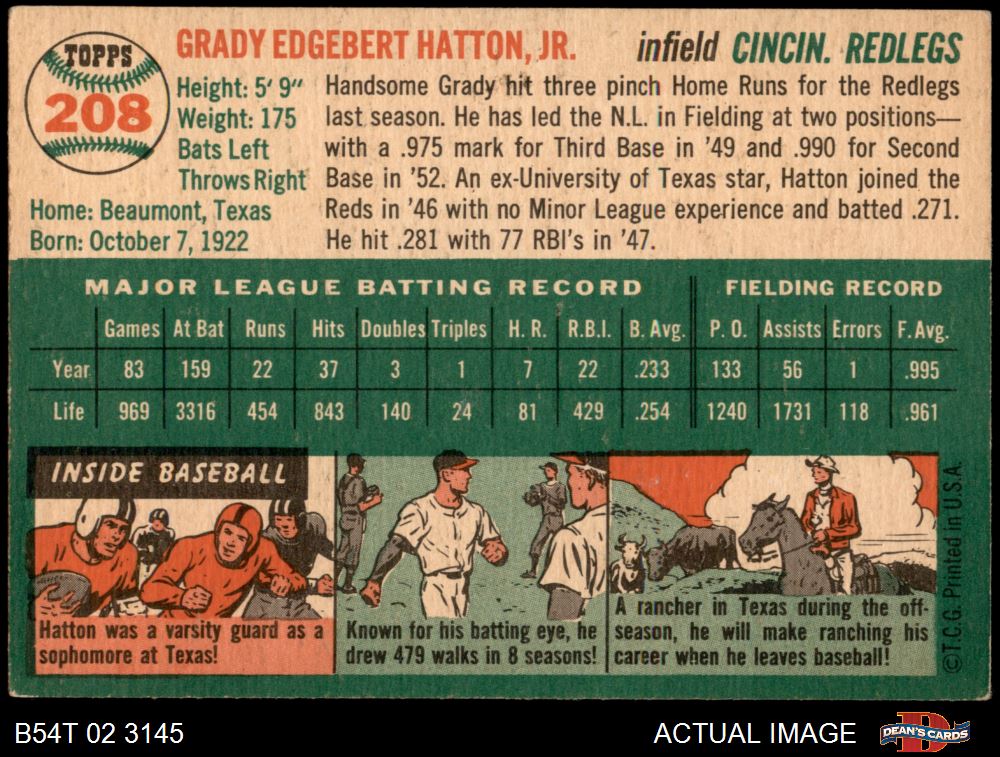 TOPPS
208
GRADY EDGEBERT HATTON, JR.
infield CINCIN. REDLEGS
Height: 5' 9"
Weight: 175
Bats Left
Throws Right
Home: Beaumont, Texas
Born: October 7, 1922
Handsome Grady hit three pinch Home Runs for the Redlegs
last season. He has led the N.L. in Fielding at two positions—
with a .975 mark for Third Base in '49 and .990 for Second
Base in '52. An ex-University of Texas star, Hatton joined the
Reds in '46 with no Minor League experience and batted .271.
He hit .281 with 77 RBI's in '47.
MAJOR LEAGUE BATTING RECORD FIELDING RECORD
Games At Bat Runs Hits Doubles Triples H. R. R.B.I. B. Avg. P. O. Assists Errors F. Avg.
Year 83 159 22 37 3 1 7 22 .233 133 56 1 .995
Life 969 3316 454 843 140 24 81 429 .254 1240 1731 118 .961
INSIDE BASEBALL
Hatton was a varsity guard as a
sophomore at Texas!
Known for his batting eye, he
drew 479 walks in 8 seasons!
A rancher in Texas during the off-
season, he will make ranching his
career when he leaves baseball!
©T.C.G. Printed in U.S.A.
B54T 02 3145
ACTUAL IMAGE
DEAN'S CARDS